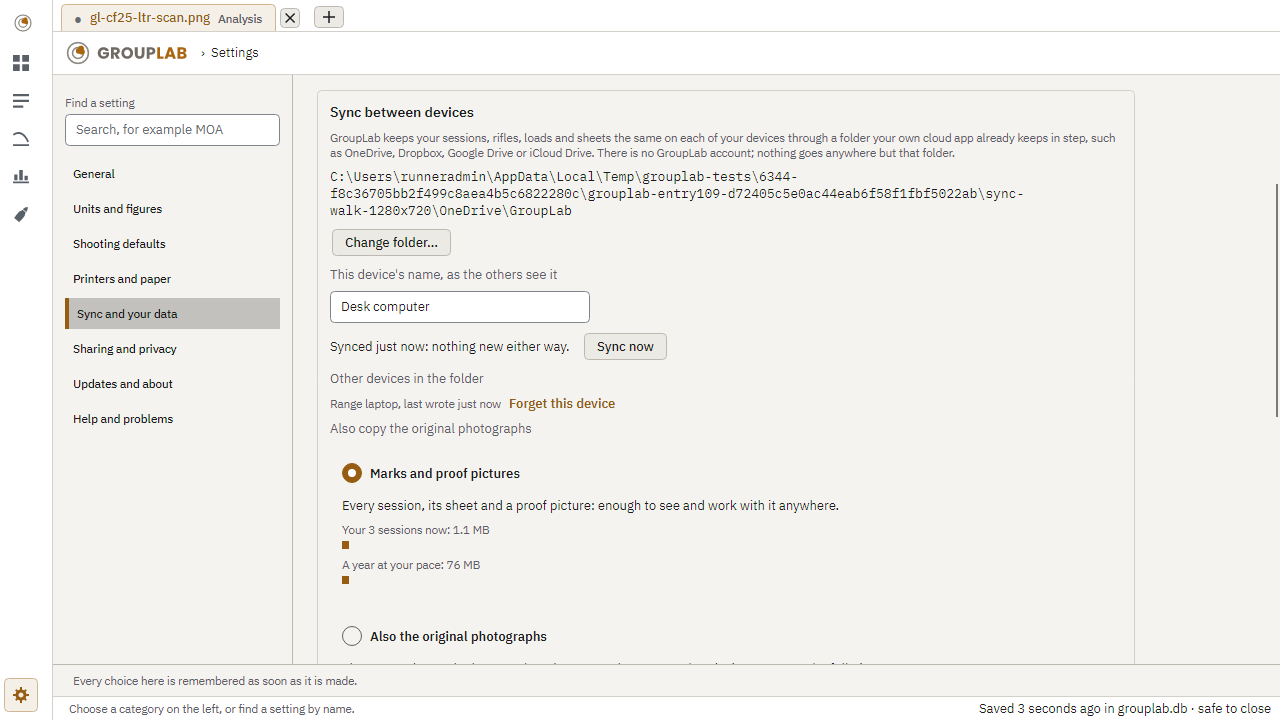 gl-cf25-ltr-scan.png Analysis
GROUPLAB › Settings
Find a setting
Search, for example MOA
General
Units and figures
Shooting defaults
Printers and paper
Sync and your data
Sharing and privacy
Updates and about
Help and problems
Sync between devices
GroupLab keeps your sessions, rifles, loads and sheets the same on each of your devices through a folder your own cloud app already keeps in step, such
as OneDrive, Dropbox, Google Drive or iCloud Drive. There is no GroupLab account; nothing goes anywhere but that folder.
C:\Users\runneradmin\AppData\Local\Temp\grouplab-tests\6344-
f8c36705bb2f499c8aea4b5c6822280c\grouplab-entry109-d72405c5e0ac44eab6f58f1fbf5022ab\sync-
walk-1280x720\OneDrive\GroupLab
Change folder...
This device's name, as the others see it
Desk computer
Synced just now: nothing new either way. Sync now
Other devices in the folder
Range laptop, last wrote just now Forget this device
Also copy the original photographs
Marks and proof pictures
Every session, its sheet and a proof picture: enough to see and work with it anywhere.
Your 3 sessions now: 1.1 MB
A year at your pace: 76 MB
Also the original photographs
Every choice here is remembered as soon as it is made.
Choose a category on the left, or find a setting by name.
Saved 3 seconds ago in grouplab.db · safe to close